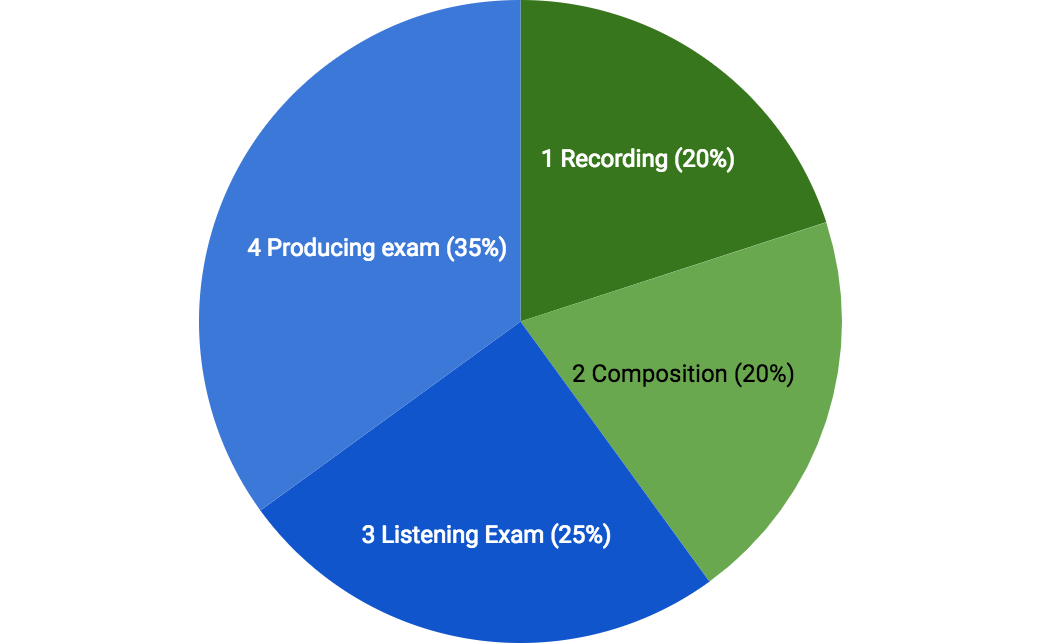 1 Recording (20%)
4 Producing exam (35%)
2 Composition (20%)
3 Listening Exam (25%)